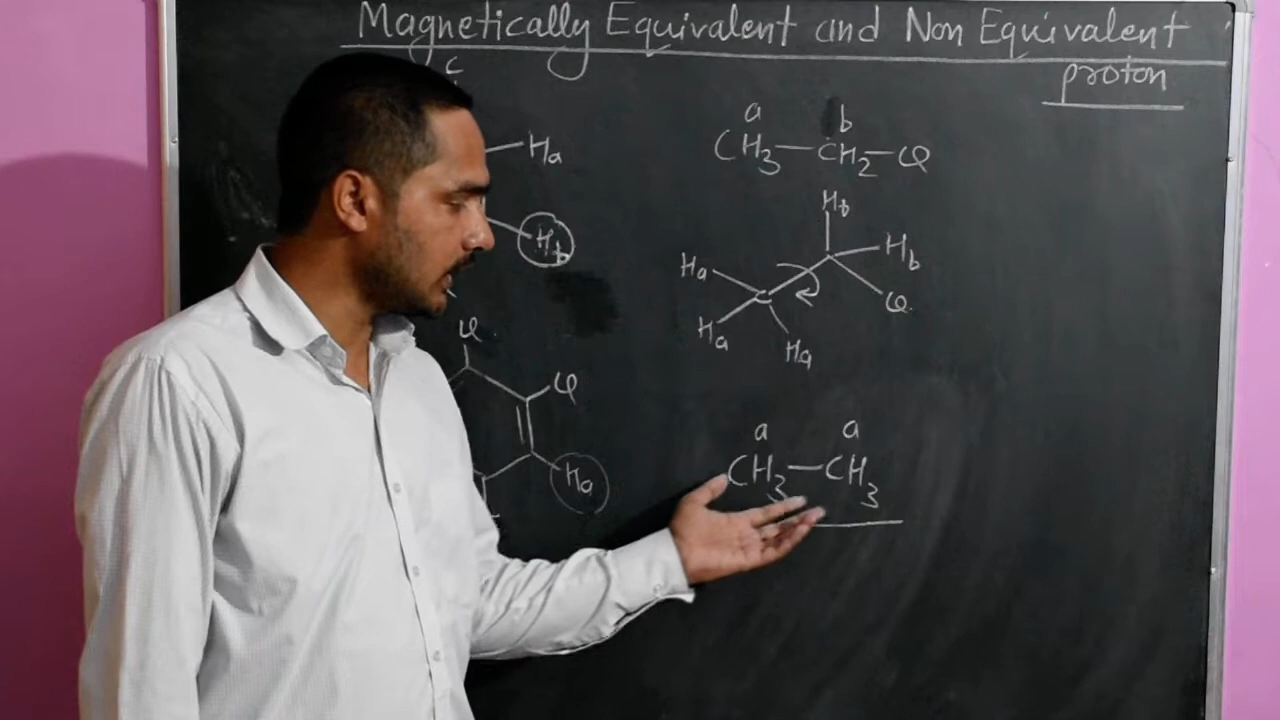 Magnetically Equivalent and Non Equivalent
proton
c
Ha
Hb
Cl
Cl
Ha
a b
CH3—CH2—Cl
Hb
Ha Hb
C
Cl
Ha
Ha
a a
CH3—CH3